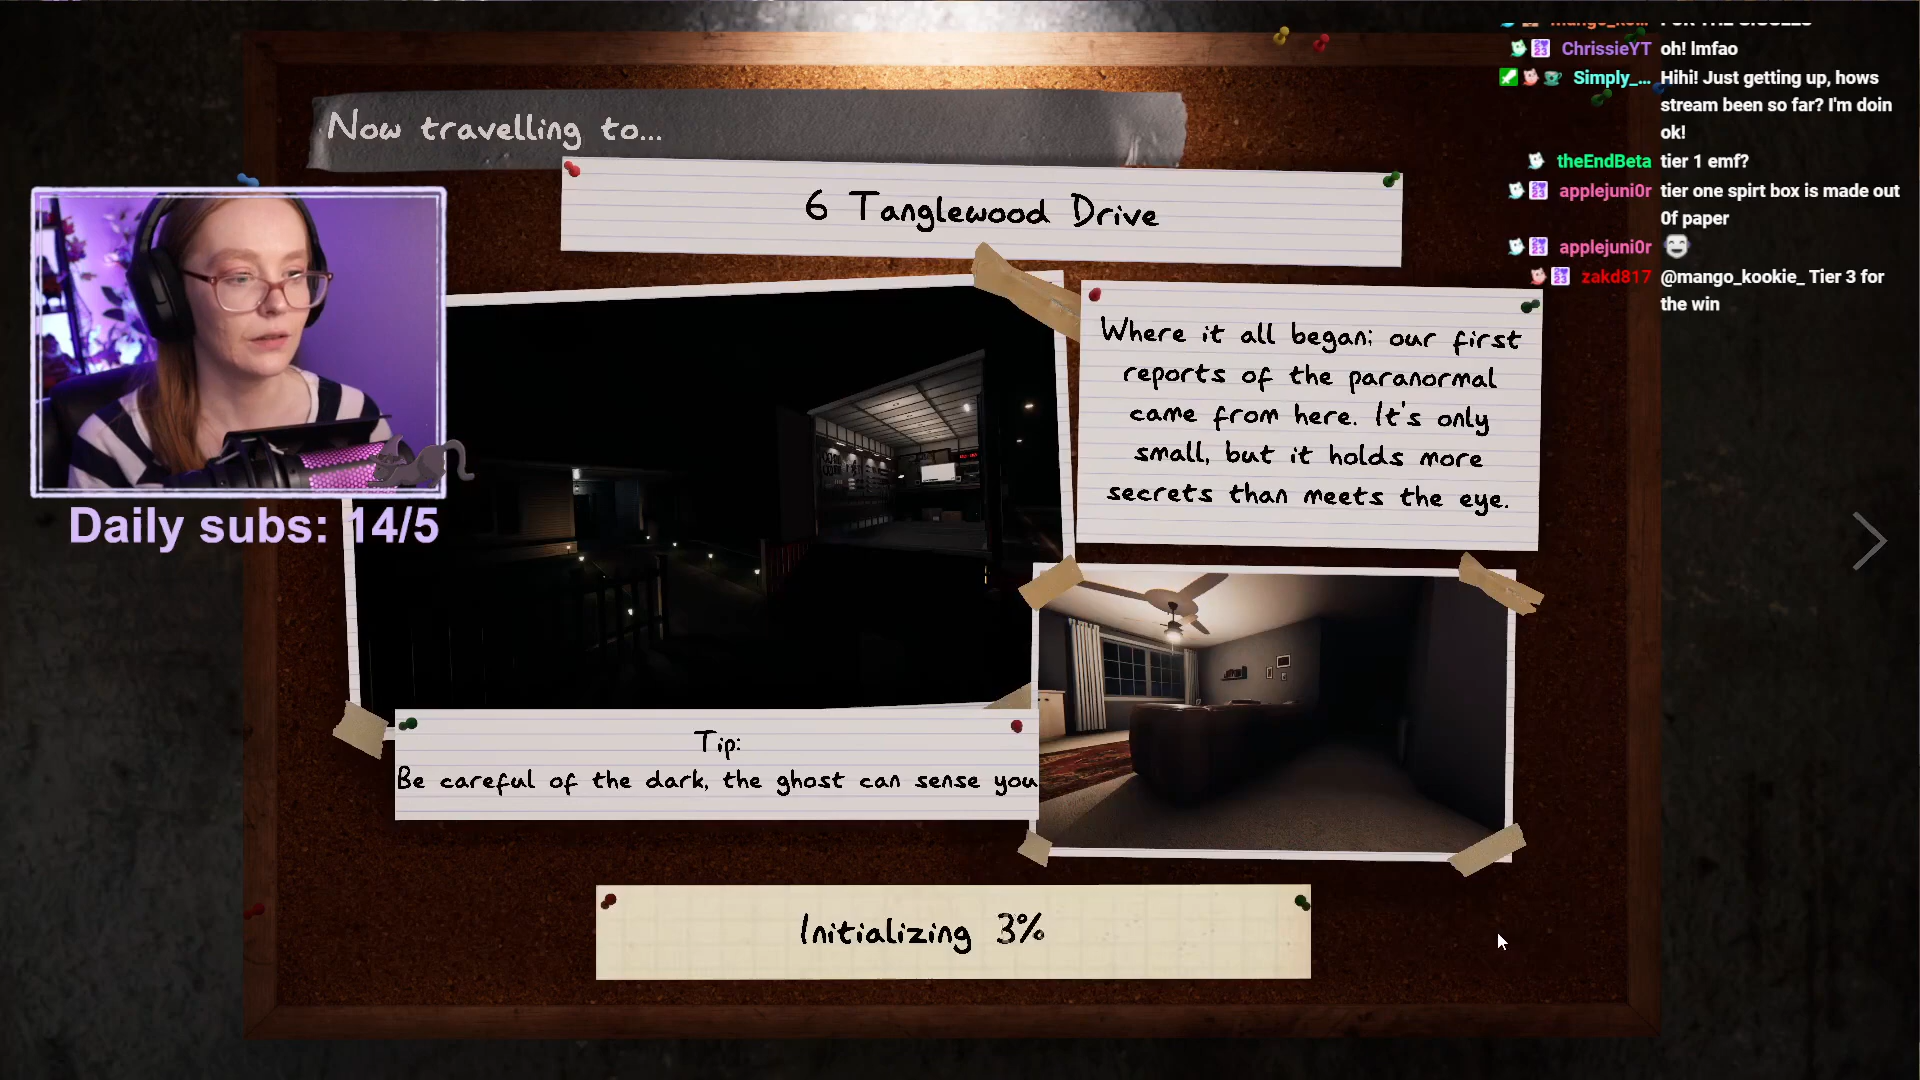 Now travelling to...
6 Tanglewood Drive
Where it all began; our first
reports of the paranormal
came from here. It's only
small, but it holds more
secrets than meets the eye.
Tip:
Be careful of the dark, the ghost can sense you
Initializing 3%
Daily subs: 14/5
ChrissieYT oh! lmfao
Simply_... Hihi! Just getting up, hows
stream been so far? I'm doin
ok!
theEndBeta tier 1 emf?
applejuni0r tier one spirt box is made out
0f paper
applejuni0r
zakd817 @mango_kookie_ Tier 3 for
the win